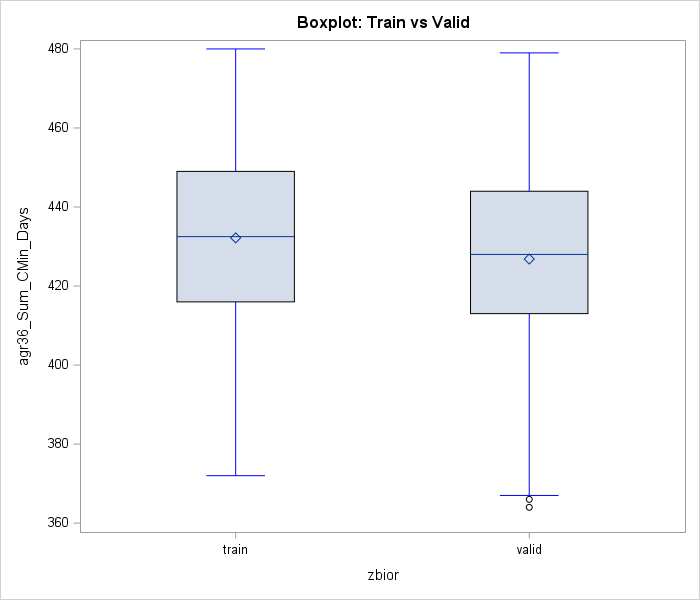 Boxplot: Train vs Valid
agr36_Sum_CMin_Days
480
460
440
420
400
380
360
train
valid
zbior